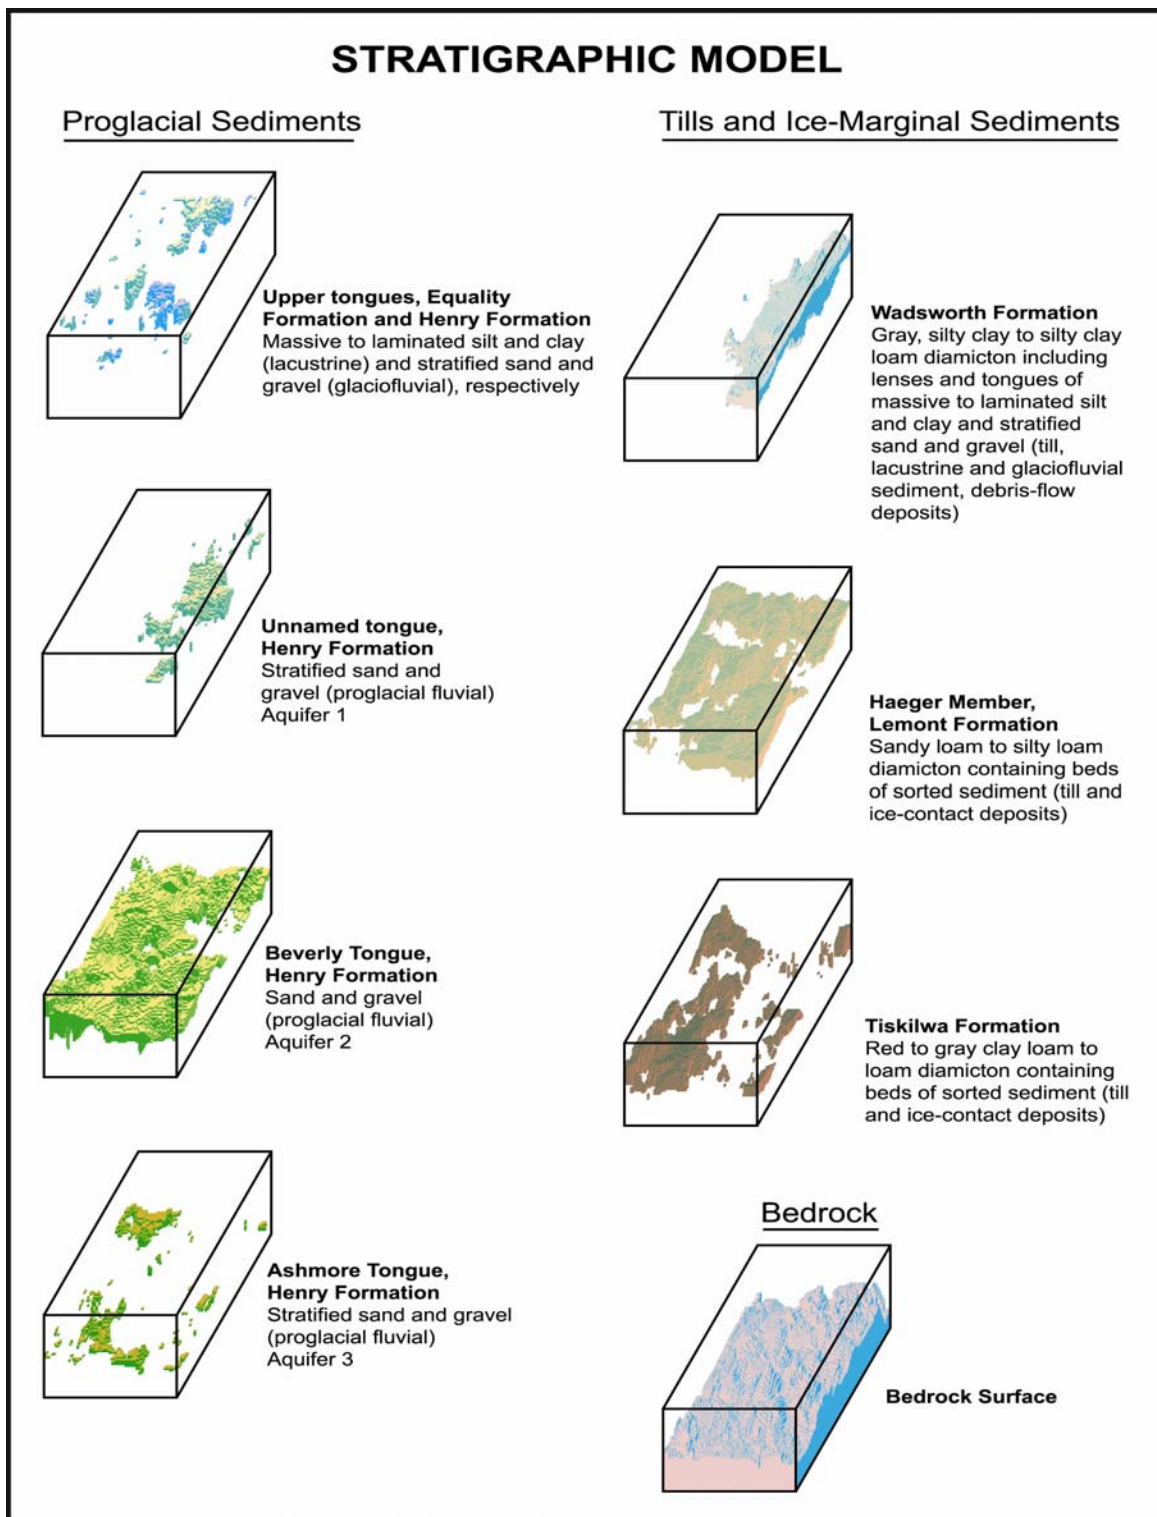 STRATIGRAPHIC MODEL
Proglacial Sediments
Upper tongues, Equality
Formation and Henry Formation
Massive to laminated silt and clay
(lacustrine) and stratified sand and
gravel (glaciofluvial), respectively
Unnamed tongue,
Henry Formation
Stratified sand and
gravel (proglacial fluvial)
Aquifer 1
Beverly Tongue,
Henry Formation
Sand and gravel
(proglacial fluvial)
Aquifer 2
Ashmore Tongue,
Henry Formation
Stratified sand and gravel
(proglacial fluvial)
Aquifer 3
Tills and Ice-Marginal Sediments
Wadsworth Formation
Gray, silty clay to silty clay
loam diamicton including
lenses and tongues of
massive to laminated silt
and clay and stratified
sand and gravel (till,
lacustrine and glaciofluvial
sediment, debris-flow
deposits)
Haeger Member,
Lemont Formation
Sandy loam to silty loam
diamicton containing beds
of sorted sediment (till and
ice-contact deposits)
Tiskilwa Formation
Red to gray clay loam to
loam diamicton containing
beds of sorted sediment (till
and ice-contact deposits)
Bedrock
Bedrock Surface